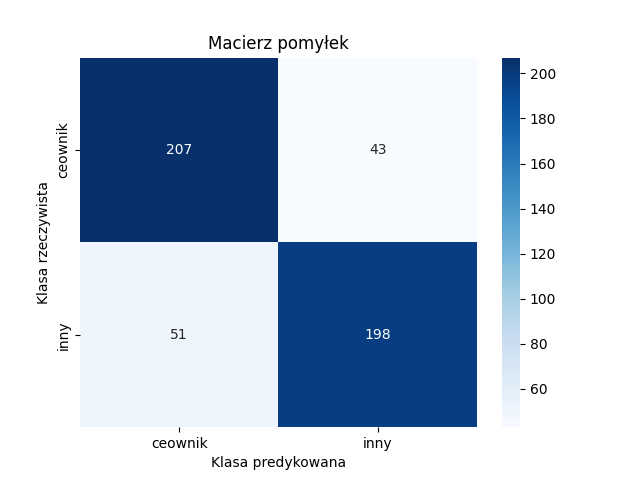 Macierz pomyłek
Klasa rzeczywista
ceownik
inny
207
43
51
198
ceownik
inny
Klasa predykowana
200
180
160
140
120
100
80
60